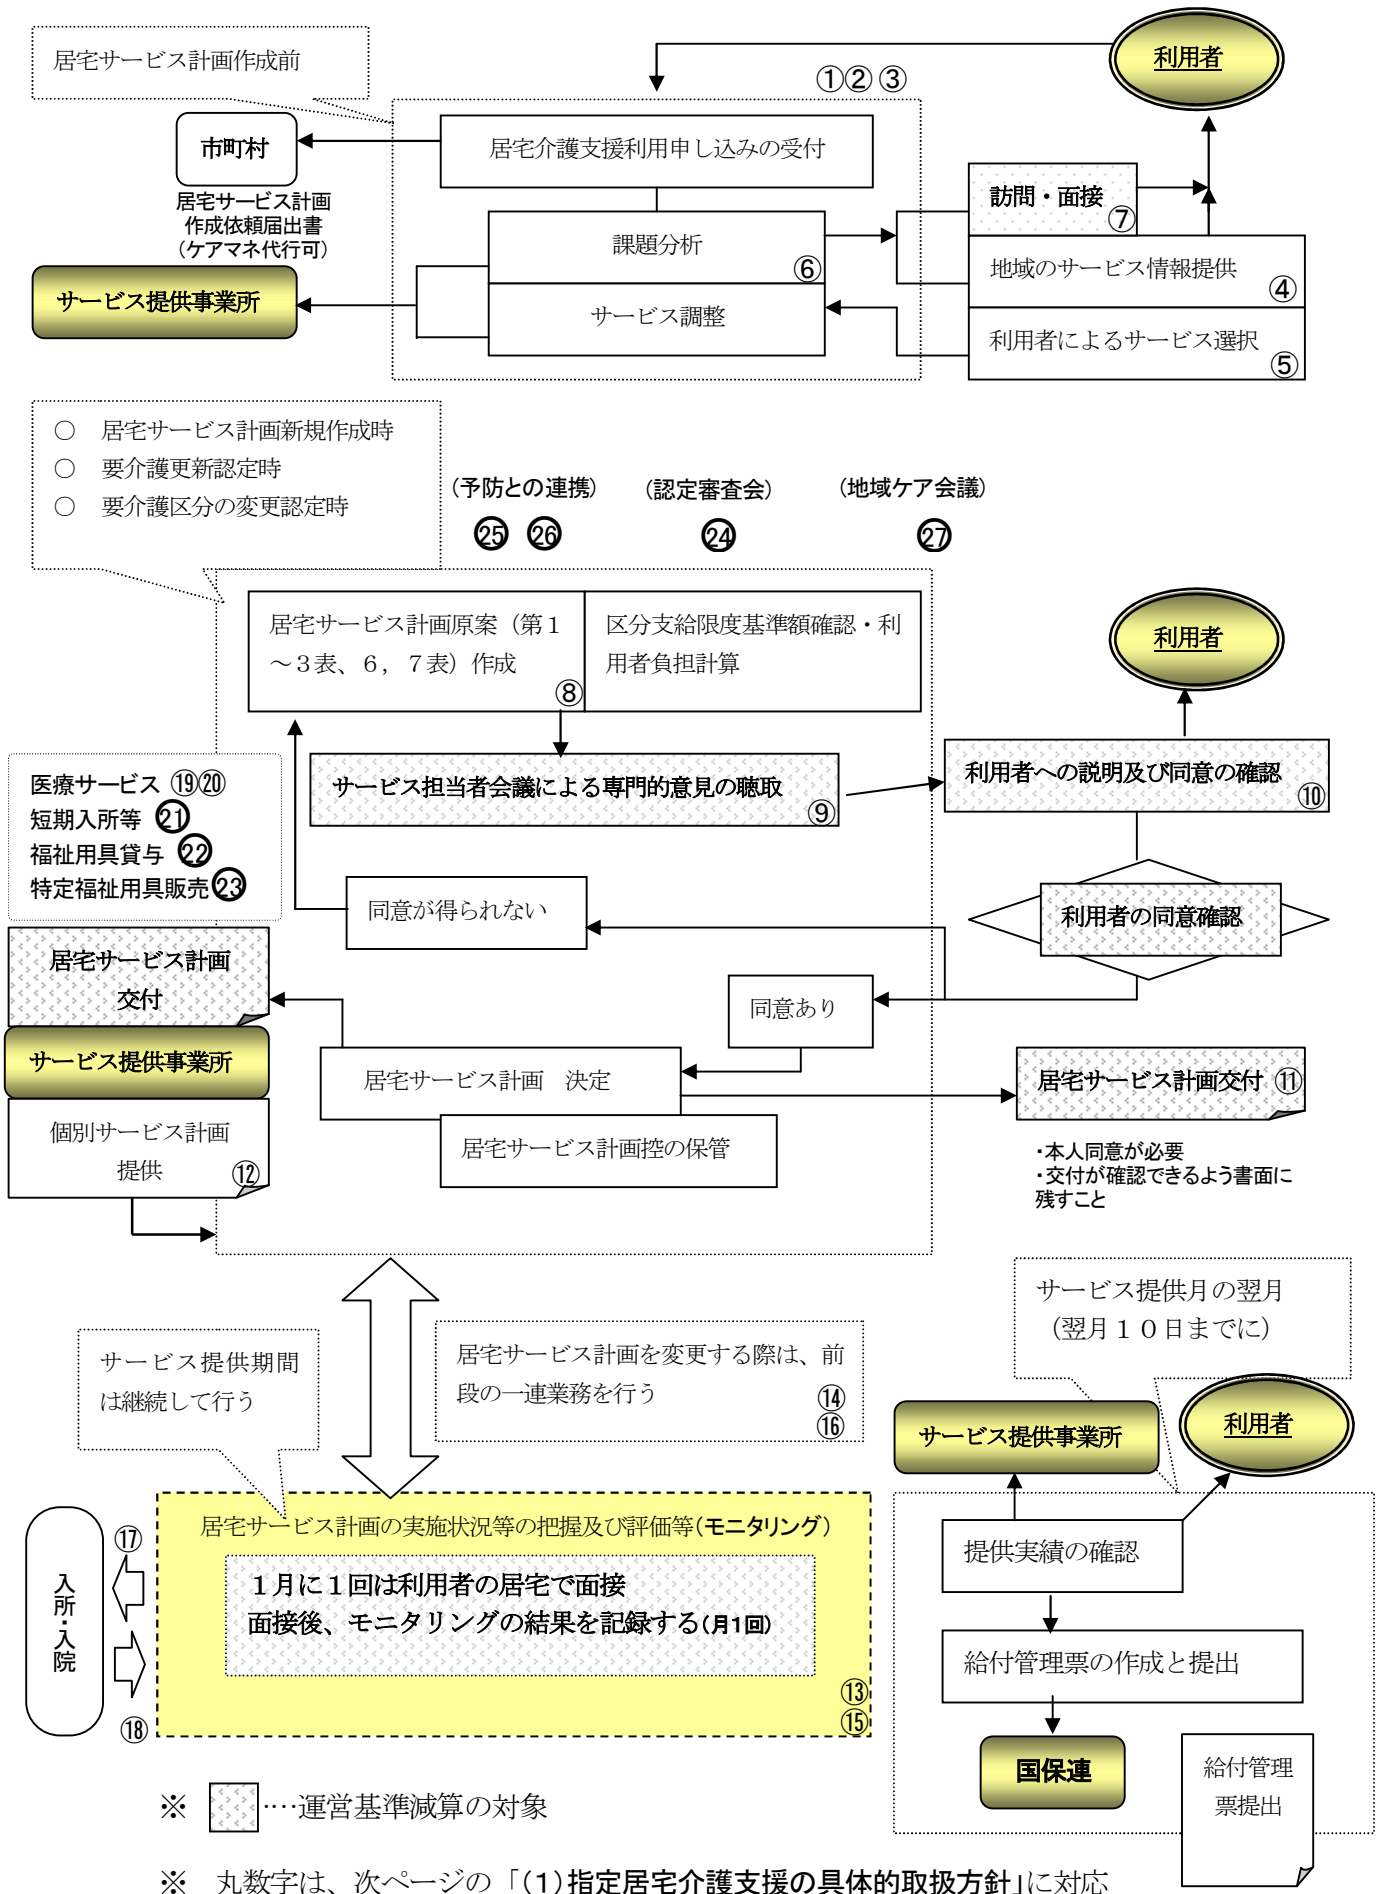 居宅サービス計画作成前
利用者
①② ③
市町村
居宅介護支援利用申し込みの受付
居宅サービス計画
作成依頼届出書
（ケアマネ代行可）
訪問・面接
⑦
課題分析
⑥
地域のサービス情報提供
④
サービス提供事業所
サービス調整
利用者によるサービス選択
⑤
○　居宅サービス計画新規作成時
○　要介護更新認定時
○　要介護区分の変更認定時
（予防との連携）　（認定審査会）　（地域ケア会議）
㉕ ㉖　㉔　㉗
居宅サービス計画原案（第１
～３表、６，７表）作成
⑧
区分支給限度基準額確認・利
用者負担計算
利用者
医療サービス ⑲⑳
短期入所等 ㉑
福祉用具貸与 ㉒
特定福祉用具販売㉓
サービス担当者会議による専門的意見の聴取
⑨
利用者への説明及び同意の確認
⑩
同意が得られない
利用者の同意確認
居宅サービス計画
交付
同意あり
サービス提供事業所
居宅サービス計画　決定
居宅サービス計画交付 ⑪
個別サービス計画
提供
⑫
居宅サービス計画控の保管
・本人同意が必要
・交付が確認できるよう書面に
残すこと
サービス提供月の翌月
（翌月１０日までに）
サービス提供期間
は継続して行う
居宅サービス計画を変更する際は、前
段の一連業務を行う
⑭
⑯
サービス提供事業所
利用者
居宅サービス計画の実施状況等の把握及び評価等（モニタリング）
⑰
入所・入院
１月に１回は利用者の居宅で面接
面接後、モニタリングの結果を記録する（月1回）
⑬
⑮
⑱
提供実績の確認
給付管理票の作成と提出
国保連
給付管理
票提出
※　‥‥運営基準減算の対象
※　丸数字は、次ページの「（１）指定居宅介護支援の具体的取扱方針」に対応